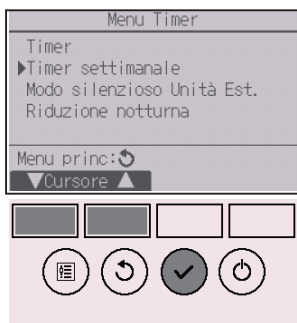 Menu Timer
Timer
▶Timer settimanale
Modo silenzioso Unità Est.
Riduzione notturna
Menu princ:↺
▼Cursore▲